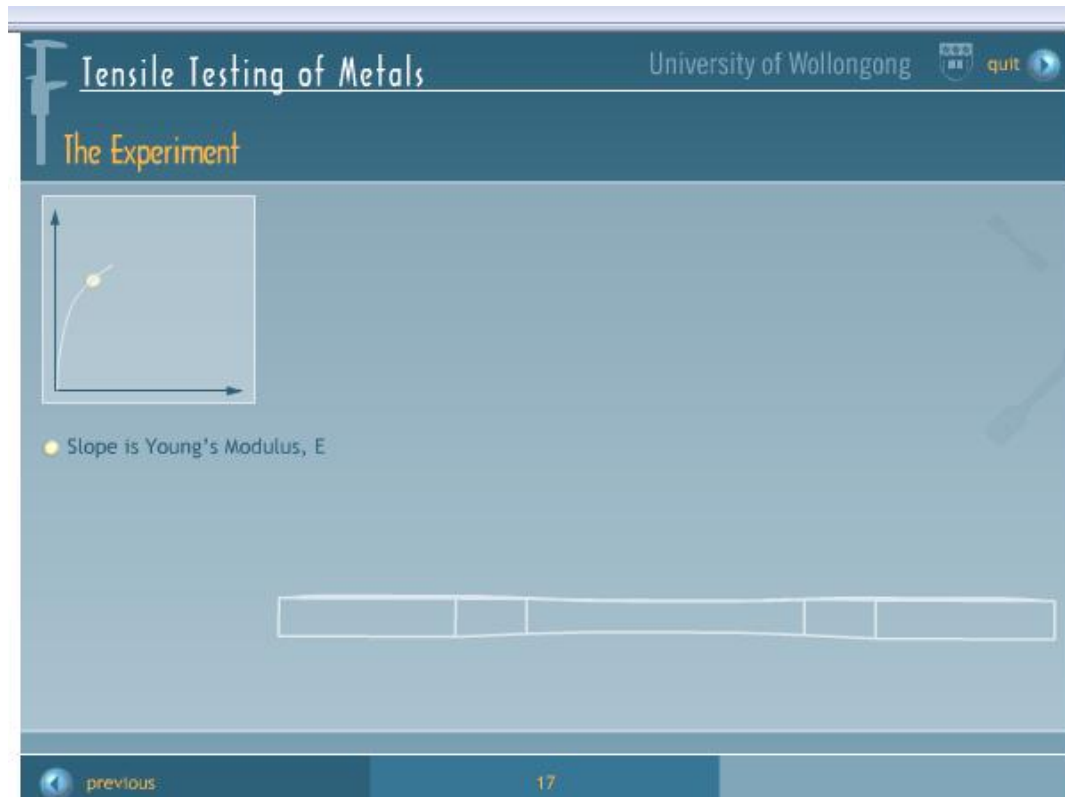 Tensile Testing of Metals
University of Wollongong
quit
The Experiment
Slope is Young's Modulus, E
previous
17